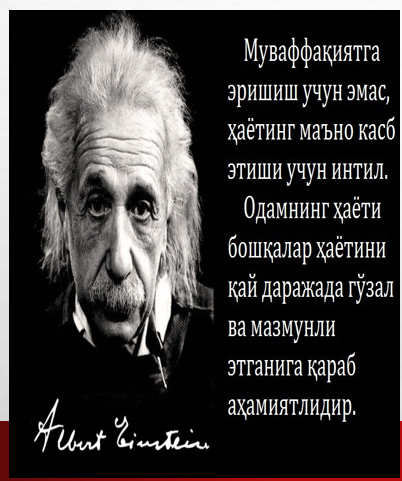 Муваффақиятга
эришиш учун эмас,
ҳаётинг маъно касб
этиши учун интил.
Одамнинг ҳаёти
бошқалар ҳаётини
қай даражада гўзал
ва мазмунли
этганига қараб
аҳамиятлидир.
Albert Einstein.